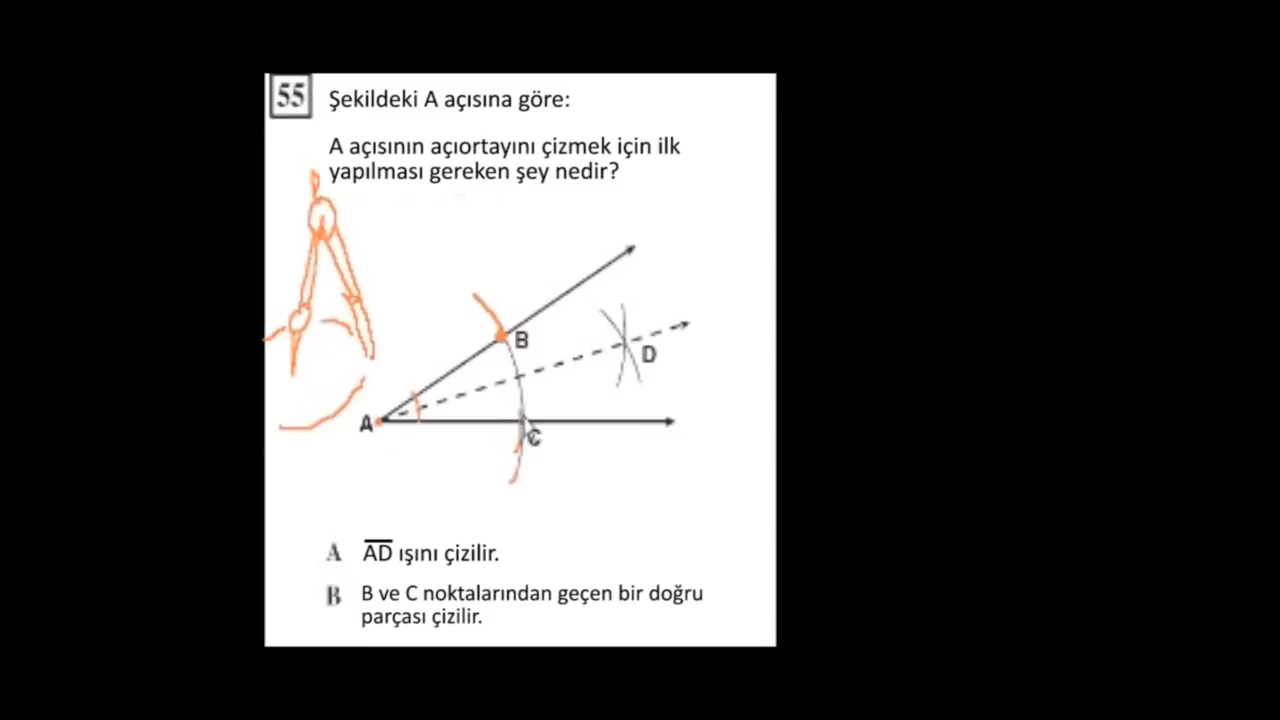 55 Şekildeki A açısına göre:
A açısının açıortayını çizmek için ilk
yapılması gereken şey nedir?
B
D
A
C
A AD ışını çizilir.
B B ve C noktalarından geçen bir doğru
parçası çizilir.